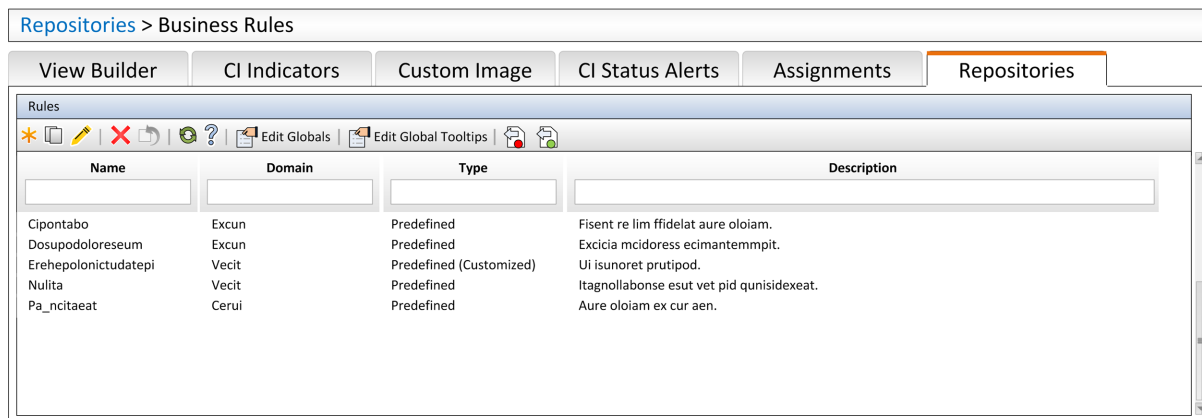 Repositories > Business Rules
View Builder CI Indicators Custom Image CI Status Alerts Assignments Repositories
Rules
Edit Globals | Edit Global Tooltips |
Name Domain Type Description
Cipontabo Excun Predefined Fisent re lim ffidelat aure oloiam.
Dosupodoloreseum Excun Predefined Excicia mcidoress ecimantemmpit.
Erehepolonictudatepi Vecit Predefined (Customized) Ui isunoret prutipod.
Nulita Vecit Predefined Itagnollabonse esut vet pid qunisidexeat.
Pa_ncitaeat Cerui Predefined Aure oloiam ex cur aen.